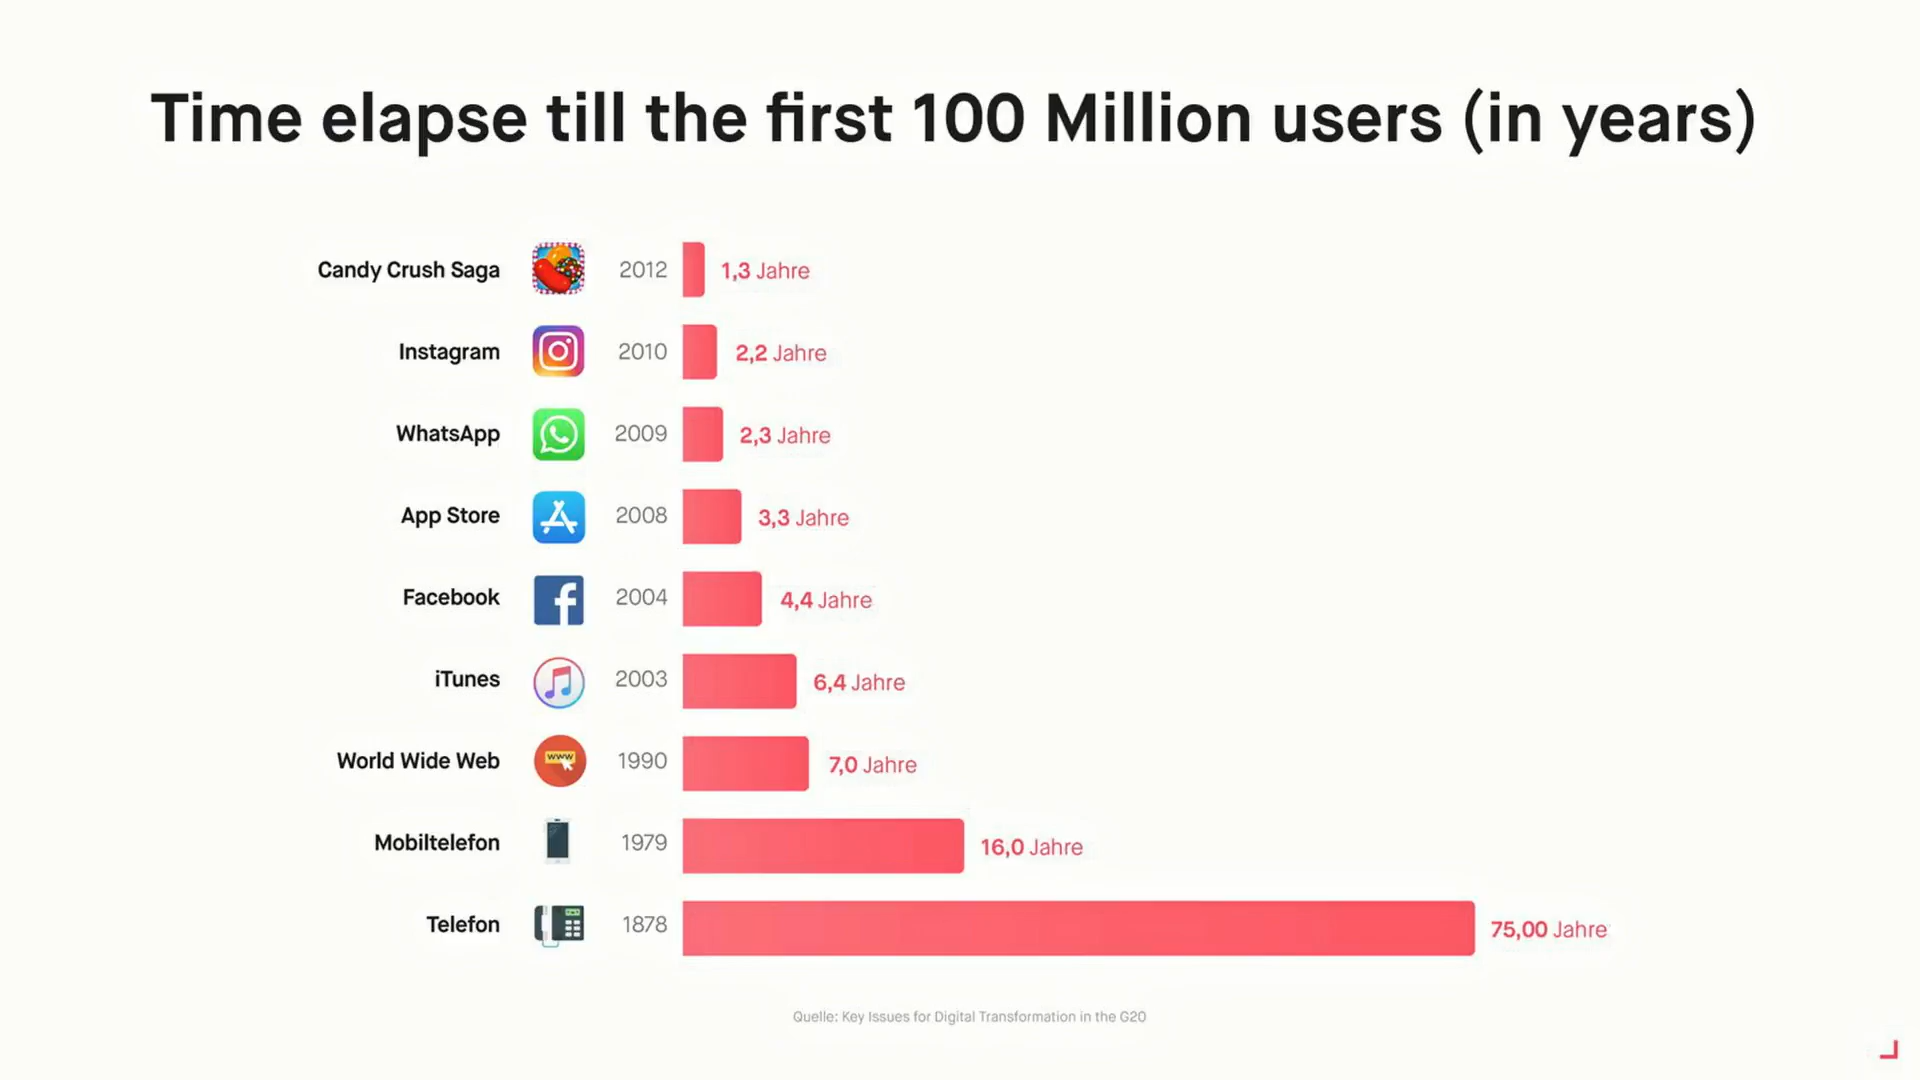 Time elapse till the first 100 Million users (in years)
Candy Crush Saga 2012 1,3 Jahre
Instagram 2010 2,2 Jahre
WhatsApp 2009 2,3 Jahre
App Store 2008 3,3 Jahre
Facebook 2004 4,4 Jahre
iTunes 2003 6,4 Jahre
World Wide Web www 1990 7,0 Jahre
Mobiltelefon 1979 16,0 Jahre
Telefon 1878 75,00 Jahre
Quelle: Key Issues for Digital Transformation in the G20